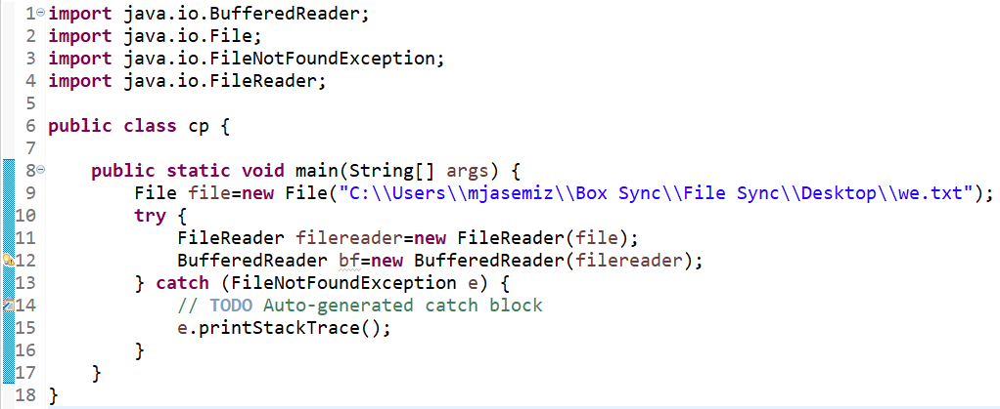 1 import java.io.BufferedReader;
2 import java.io.File;
3 import java.io.FileNotFoundException;
4 import java.io.FileReader;
5
6 public class cp {
7
8     public static void main(String[] args) {
9         File file=new File("C:\\Users\\mjasemiz\\Box Sync\\File Sync\\Desktop\\we.txt");
10         try {
11             FileReader filereader=new FileReader(file);
12             BufferedReader bf=new BufferedReader(filereader);
13         } catch (FileNotFoundException e) {
14             // TODO Auto-generated catch block
15             e.printStackTrace();
16         }
17     }
18 }